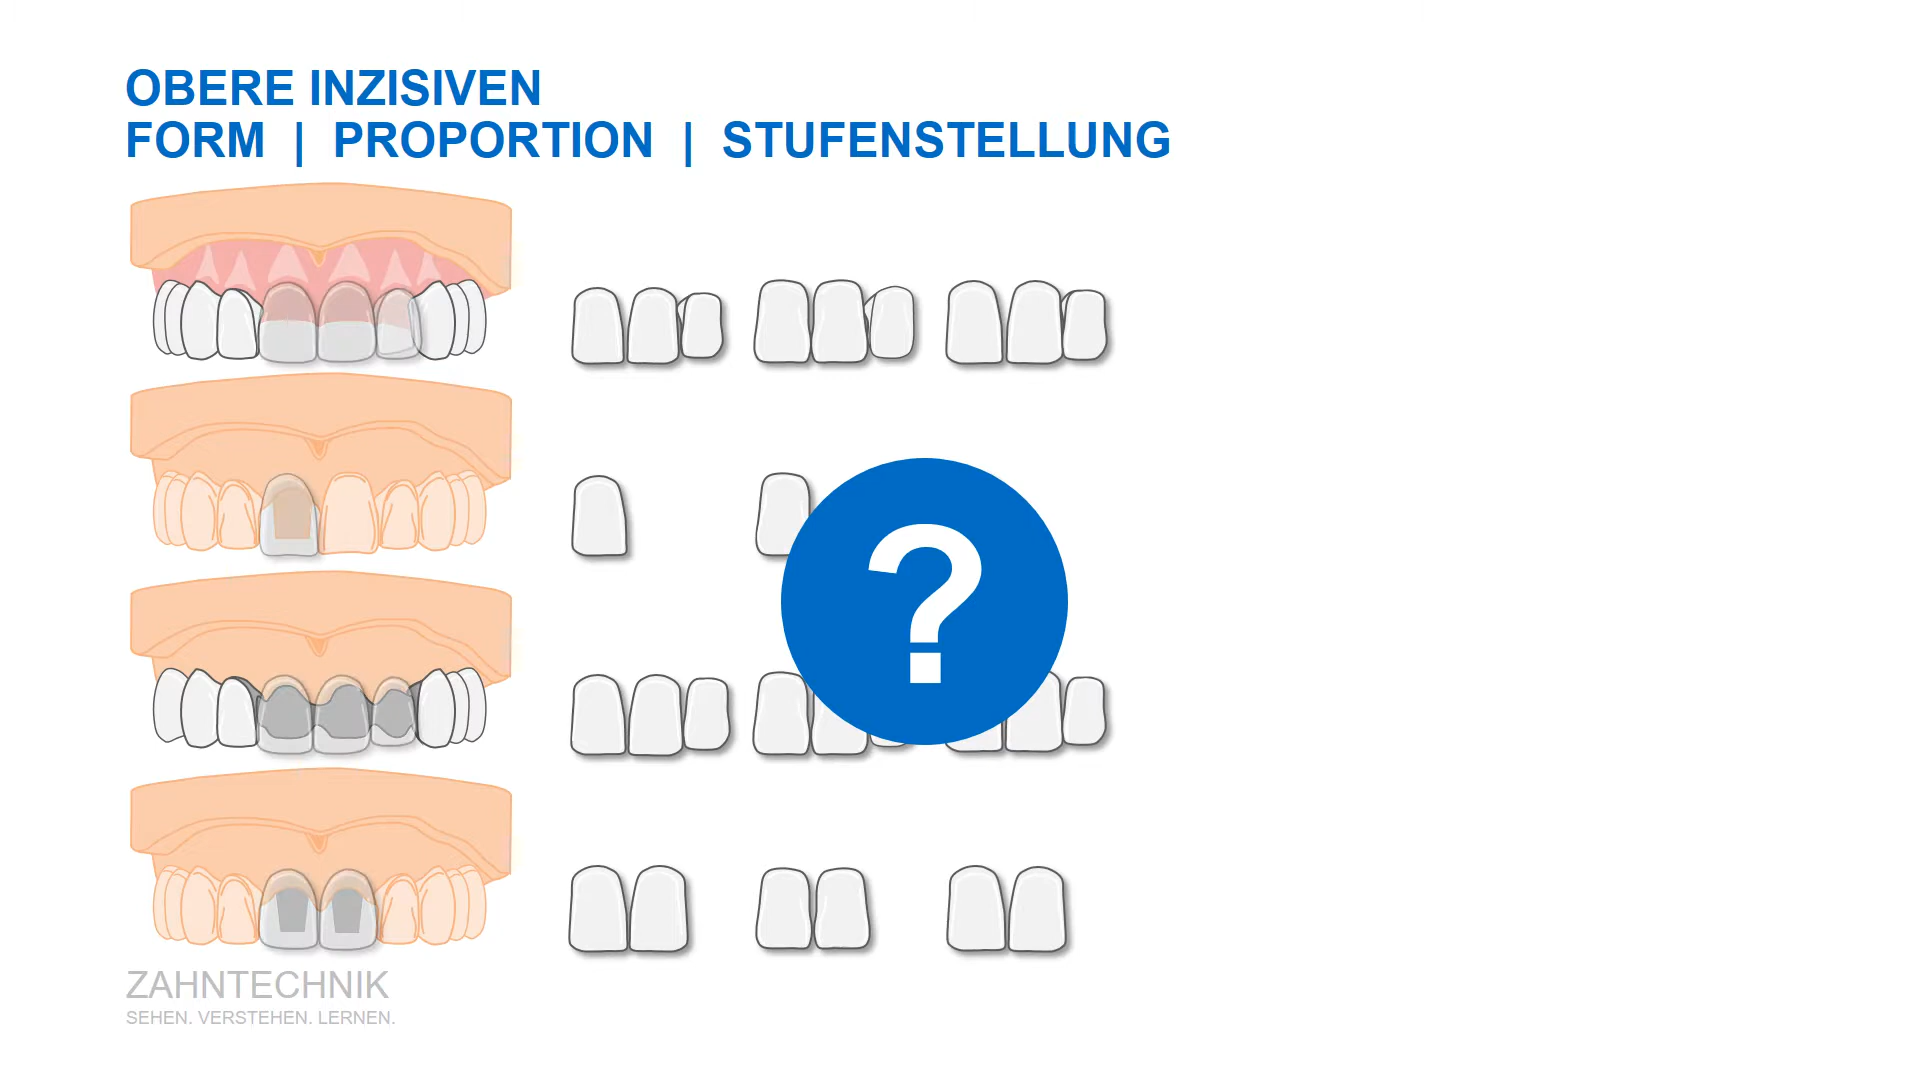 OBERE INZISIVEN
FORM | PROPORTION | STUFENSTELLUNG
?
ZAHNTECHNIK
SEHEN. VERSTEHEN. LERNEN.